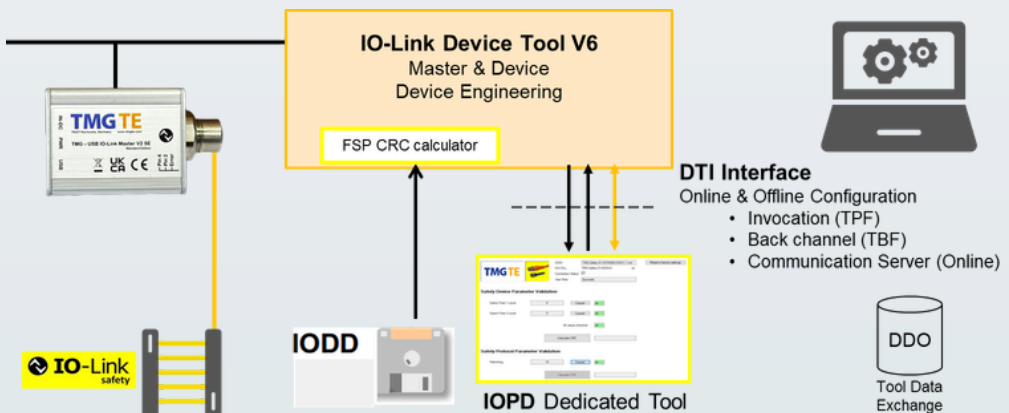 IO-Link Device Tool V6
Master & Device
Device Engineering
FSP CRC calculator
TMG TE
TMG - USB IO-Link Master V2 SE
UK
CA
CE
DTI Interface
Online & Offline Configuration
• Invocation (TPF)
• Back channel (TBF)
• Communication Server (Online)
TMG TE
Safety Device Parameter Validation
Safety Protocol Parameter Validation
IODD
IOPD Dedicated Tool
IO-Link
safety
DDO
Tool Data
Exchange